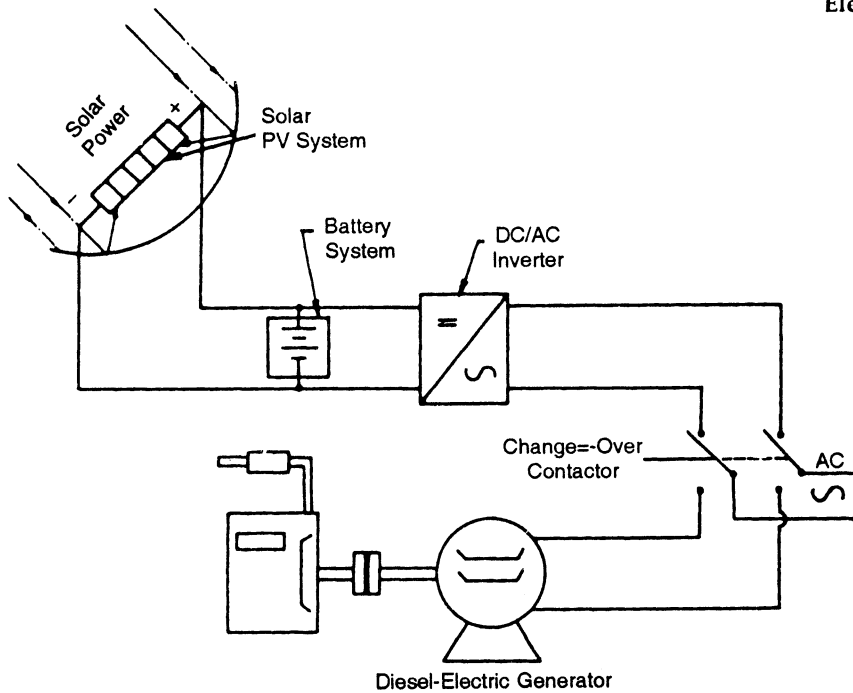 Ele
Solar
Power
+
-
Solar
PV System
Battery
System
DC/AC
Inverter
Change=-Over
Contactor
AC
Diesel-Electric Generator